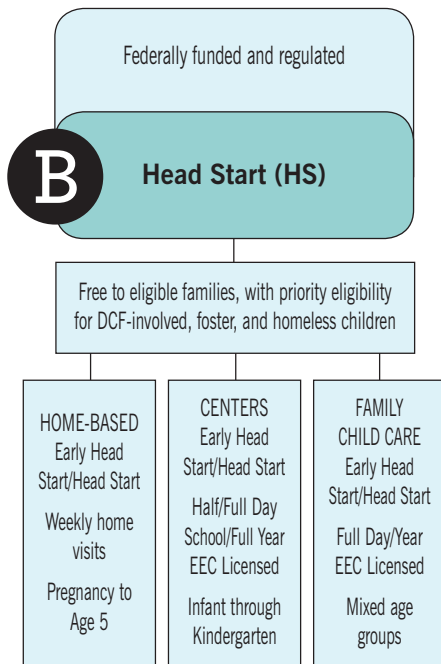 Federally funded and regulated
B
Head Start (HS)
Free to eligible families, with priority eligibility
for DCF-involved, foster, and homeless children
HOME-BASED
Early Head
Start/Head Start
Weekly home
visits
Pregnancy to
Age 5
CENTERS
Early Head
Start/Head Start
Half/Full Day
School/Full Year
EEC Licensed
Infant through
Kindergarten
FAMILY
CHILD CARE
Early Head
Start/Head Start
Full Day/Year
EEC Licensed
Mixed age
groups